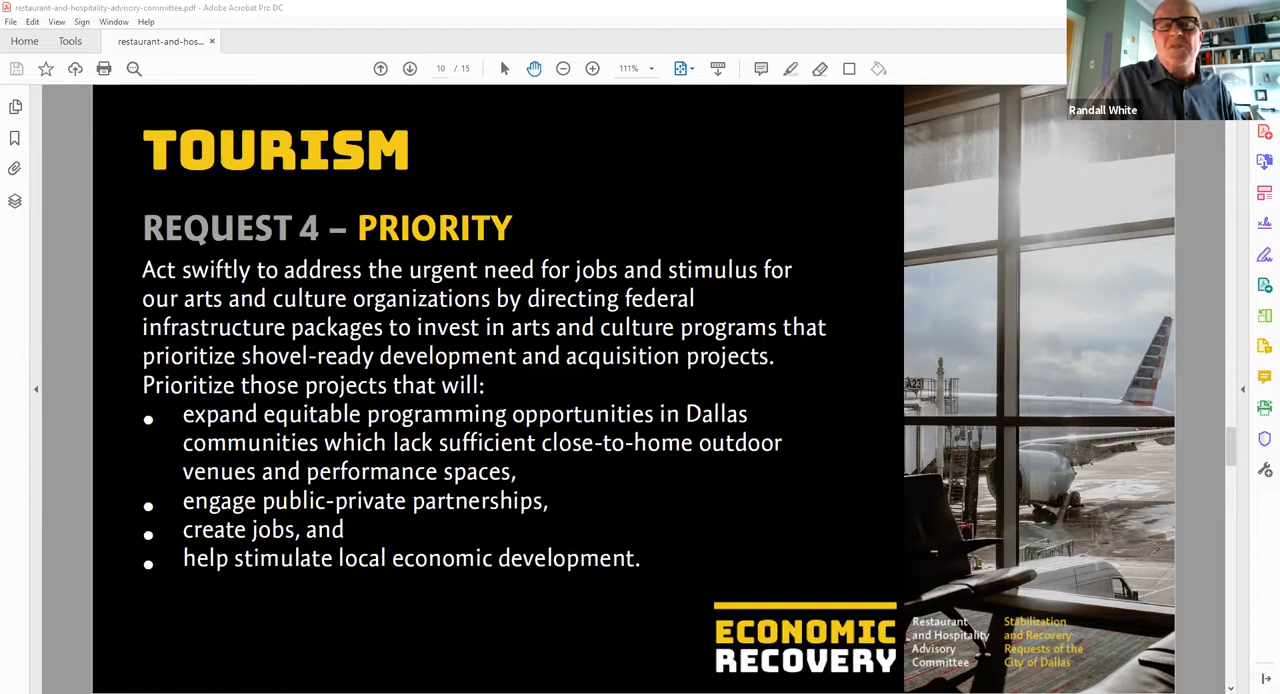 restaurant-and-hospitality-advisory-committee.pdf - Adobe Acrobat Pro DC
File Edit View Sign Window Help
Home Tools restaurant-and-hos... ×
10 / 15 111%
Randall White
TOURISM
REQUEST 4 – PRIORITY
Act swiftly to address the urgent need for jobs and stimulus for
our arts and culture organizations by directing federal
infrastructure packages to invest in arts and culture programs that
prioritize shovel-ready development and acquisition projects.
Prioritize those projects that will:
• expand equitable programming opportunities in Dallas
communities which lack sufficient close-to-home outdoor
venues and performance spaces,
• engage public-private partnerships,
• create jobs, and
• help stimulate local economic development.
A23
ECONOMIC
RECOVERY
Restaurant
and Hospitality
Advisory
Committee
Stabilization
and Recovery
Requests of the
City of Dallas